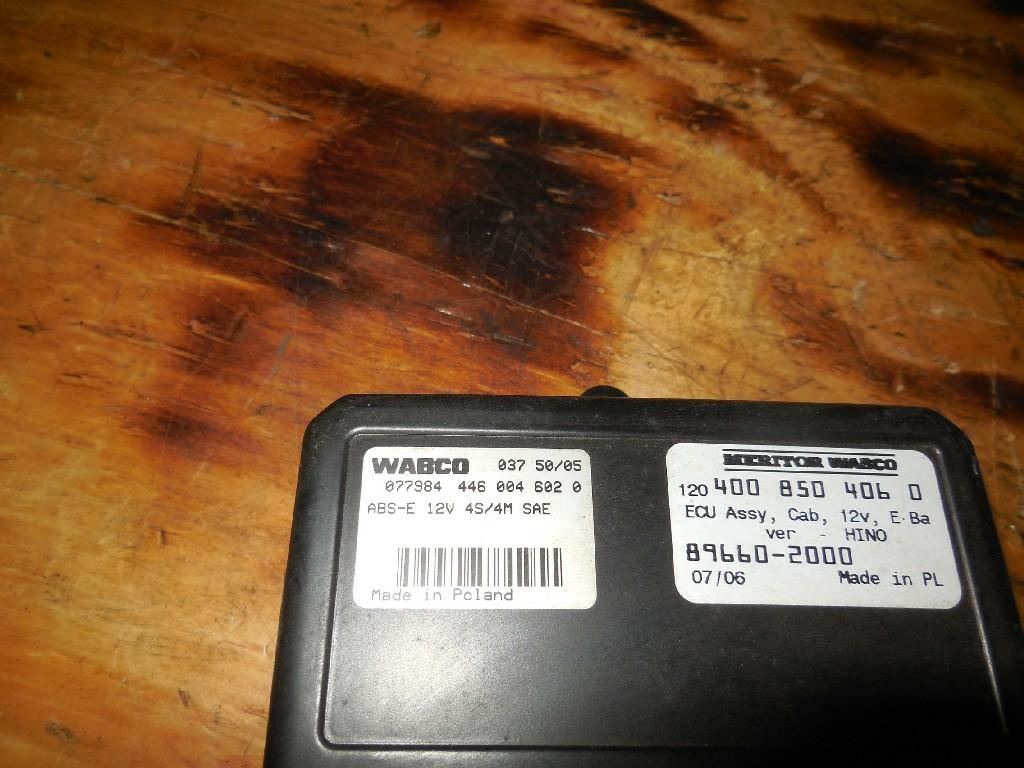 WABCO 037 50/05
077984 446 004 602 0
ABS-E 12V 4S/4M SAE
Made in Poland
MERITOR WABCO
120 400 850 406 0
ECU Assy, Cab, 12v, E-Ba
ver - HINO
89660-2000
07/06 Made in PL